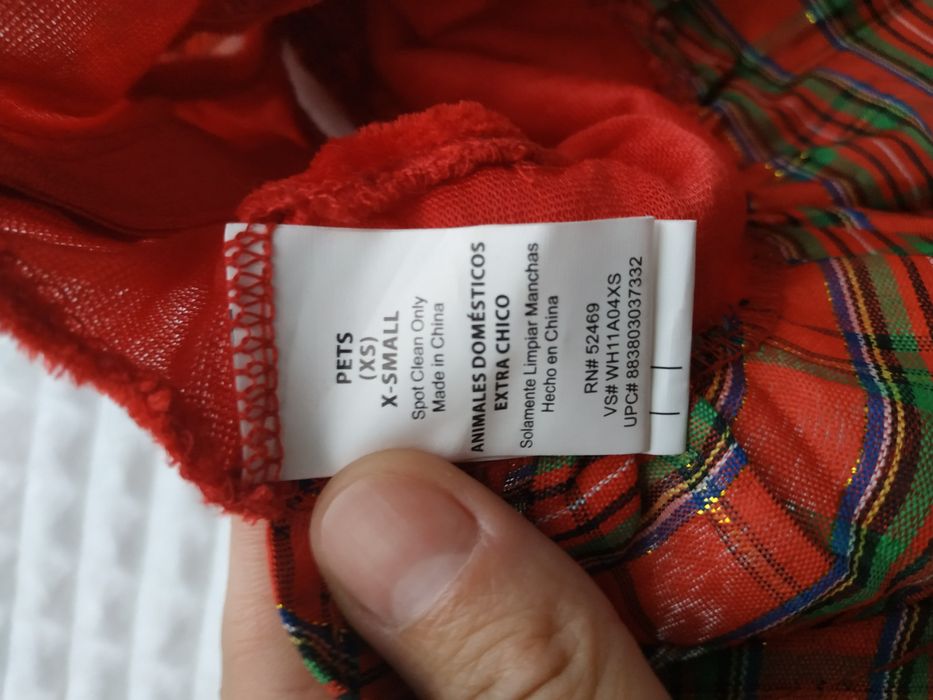 PETS
(XS)
X-SMALL
Spot Clean Only
Made in China
ANIMALES DOMÉSTICOS
EXTRA CHICO
Solamente Limpiar Manchas
Hecho en China
RN# 52469
VS# WH11A04XS
UPC# 883803037332